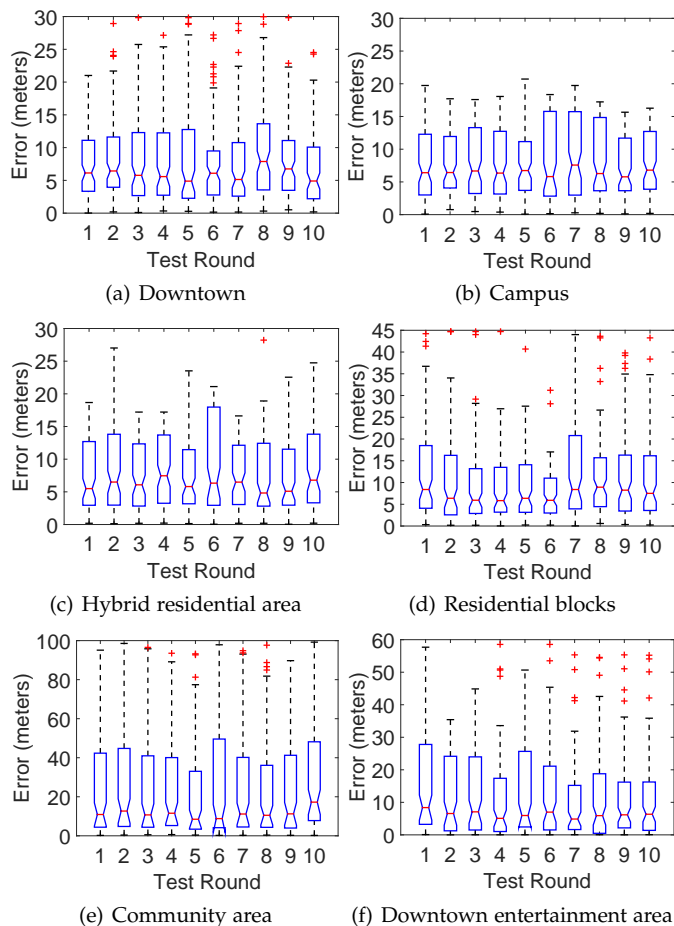 30
25
20
15
10
5
0
Error (meters)
1 2 3 4 5 6 7 8 9 10
Test Round
(a) Downtown
30
25
20
15
10
5
0
Error (meters)
1 2 3 4 5 6 7 8 9 10
Test Round
(b) Campus
30
25
20
15
10
5
0
Error (meters)
1 2 3 4 5 6 7 8 9 10
Test Round
(c) Hybrid residential area
45
40
35
30
25
20
15
10
5
0
Error (meters)
1 2 3 4 5 6 7 8 9 10
Test Round
(d) Residential blocks
100
80
60
40
20
0
Error (meters)
1 2 3 4 5 6 7 8 9 10
Test Round
(e) Community area
60
50
40
30
20
10
0
Error (meters)
1 2 3 4 5 6 7 8 9 10
Test Round
(f) Downtown entertainment area